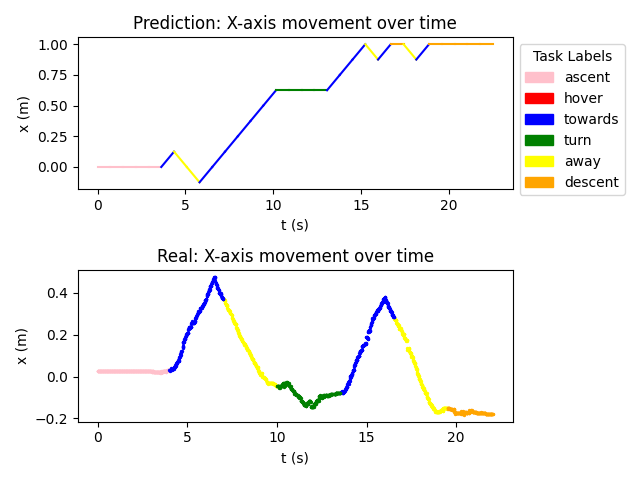 Prediction: X-axis movement over time
1.00
0.75
0.50
0.25
0.00
x (m)
0
5
10
15
20
t (s)
Task Labels
ascent
hover
towards
turn
away
descent
Real: X-axis movement over time
0.4
0.2
0.0
−0.2
x (m)
0
5
10
15
20
t (s)